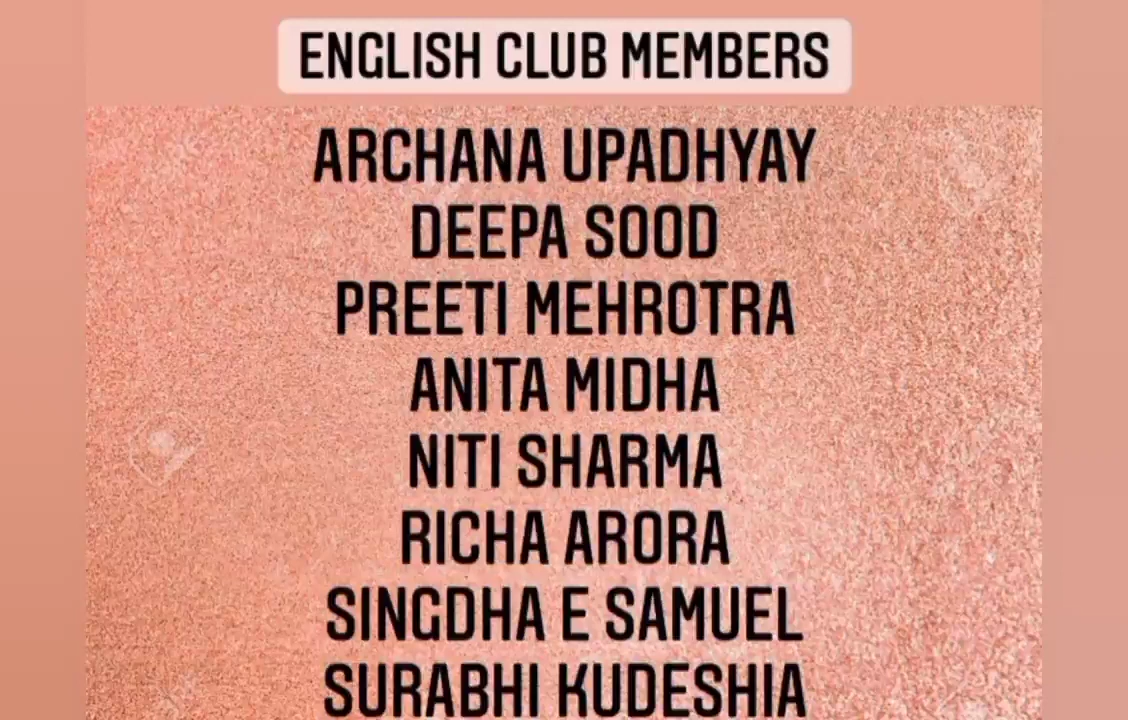 ENGLISH CLUB MEMBERS
ARCHANA UPADHYAY
DEEPA SOOD
PREETI MEHROTRA
ANITA MIDHA
NITI SHARMA
RICHA ARORA
SINGDHA E SAMUEL
SURABHI KUDESHIA